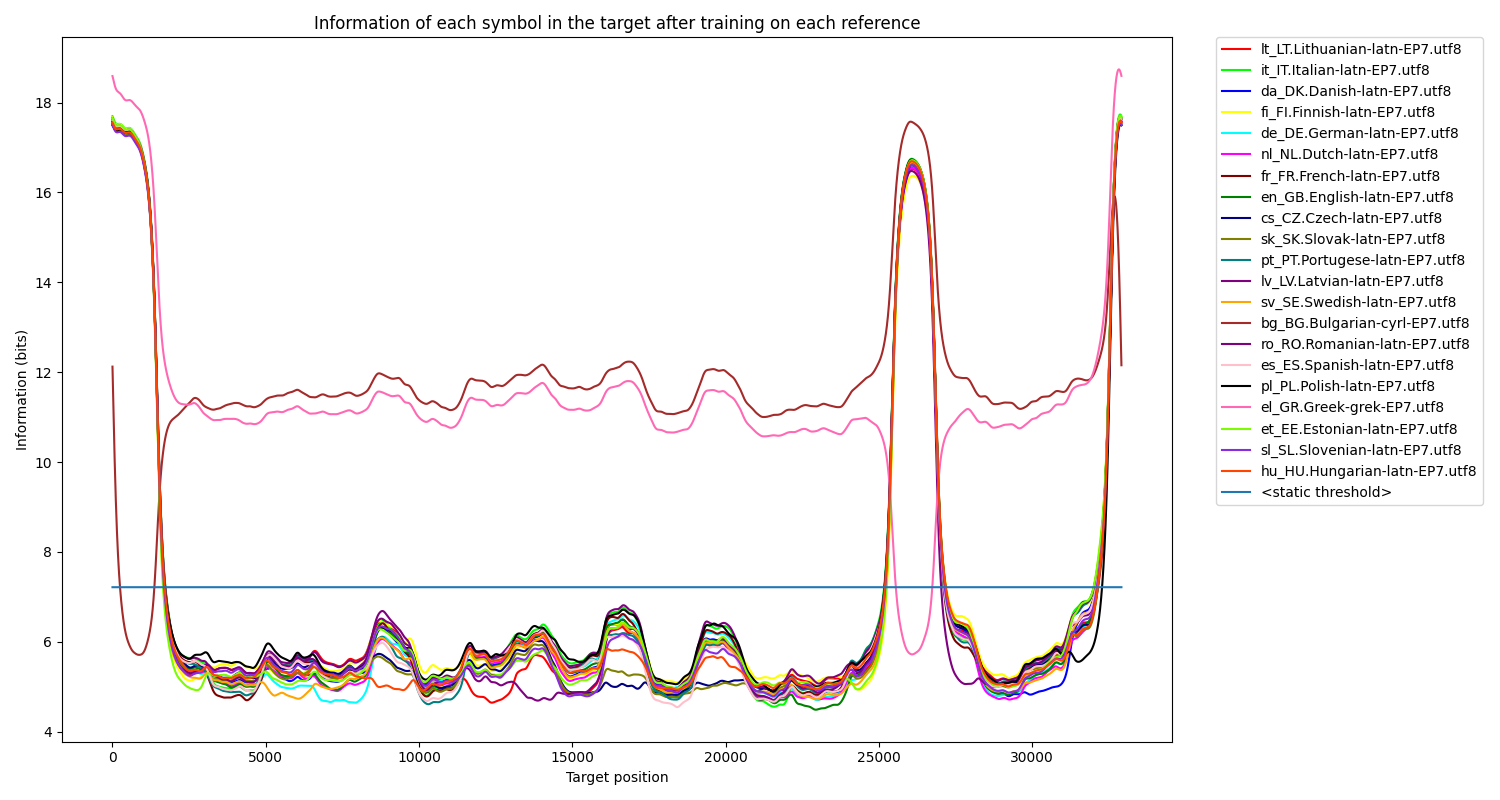 Information of each symbol in the target after training on each reference
Information (bits)
18
16
14
12
10
8
6
4
0
5000
10000
15000
20000
25000
30000
Target position
lt_LT.Lithuanian-latn-EP7.utf8
it_IT.Italian-latn-EP7.utf8
da_DK.Danish-latn-EP7.utf8
fi_FI.Finnish-latn-EP7.utf8
de_DE.German-latn-EP7.utf8
nl_NL.Dutch-latn-EP7.utf8
fr_FR.French-latn-EP7.utf8
en_GB.English-latn-EP7.utf8
cs_CZ.Czech-latn-EP7.utf8
sk_SK.Slovak-latn-EP7.utf8
pt_PT.Portugese-latn-EP7.utf8
lv_LV.Latvian-latn-EP7.utf8
sv_SE.Swedish-latn-EP7.utf8
bg_BG.Bulgarian-cyrl-EP7.utf8
ro_RO.Romanian-latn-EP7.utf8
es_ES.Spanish-latn-EP7.utf8
pl_PL.Polish-latn-EP7.utf8
el_GR.Greek-grek-EP7.utf8
et_EE.Estonian-latn-EP7.utf8
sl_SL.Slovenian-latn-EP7.utf8
hu_HU.Hungarian-latn-EP7.utf8
<static threshold>